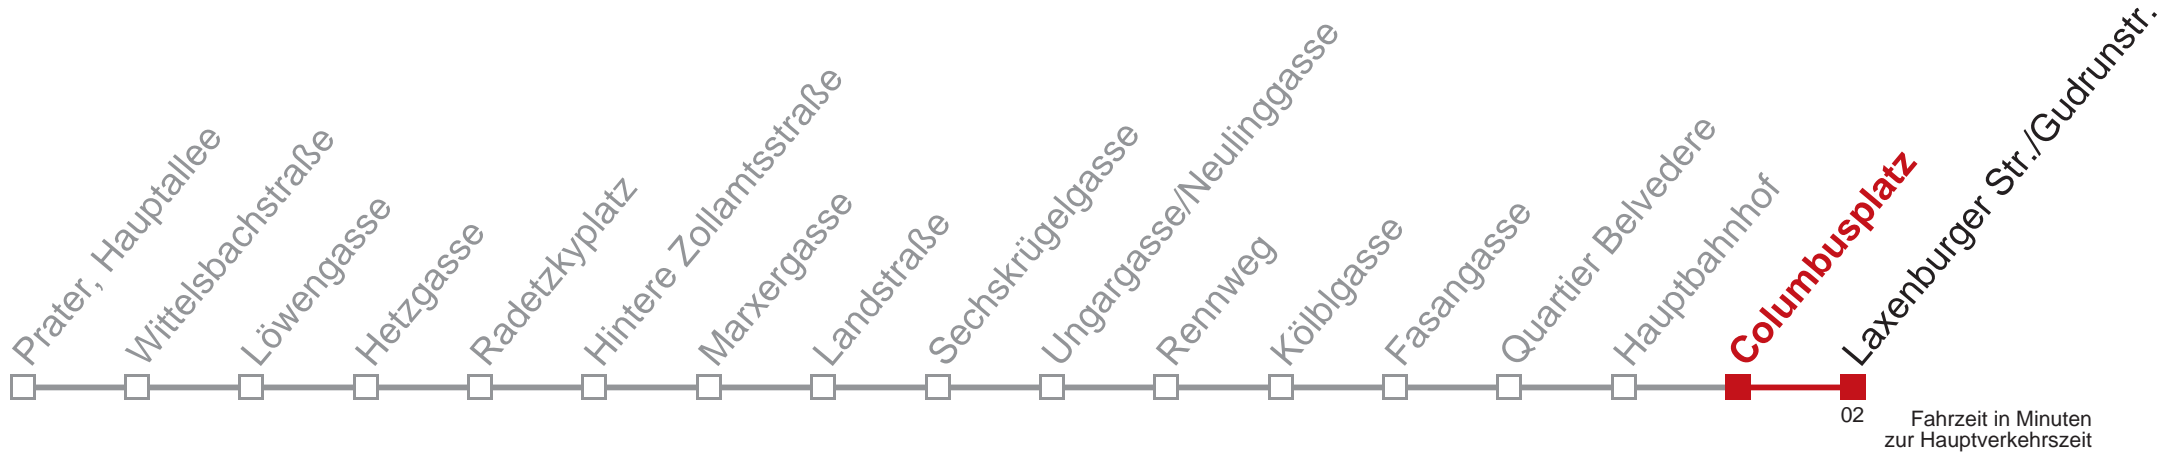 Prater, Hauptallee
Wittelsbachstraße
Löwengasse
Hetzgasse
Radetzkyplatz
Hintere Zollamtsstraße
Marxergasse
Landstraße
Sechskrügelgasse
Ungargasse/Neulinggasse
Rennweg
Kölblgasse
Fasangasse
Quartier Belvedere
Hauptbahnhof
Columbusplatz
Laxenburger Str./Gudrunstr.
02
Fahrzeit in Minuten
zur Hauptverkehrszeit